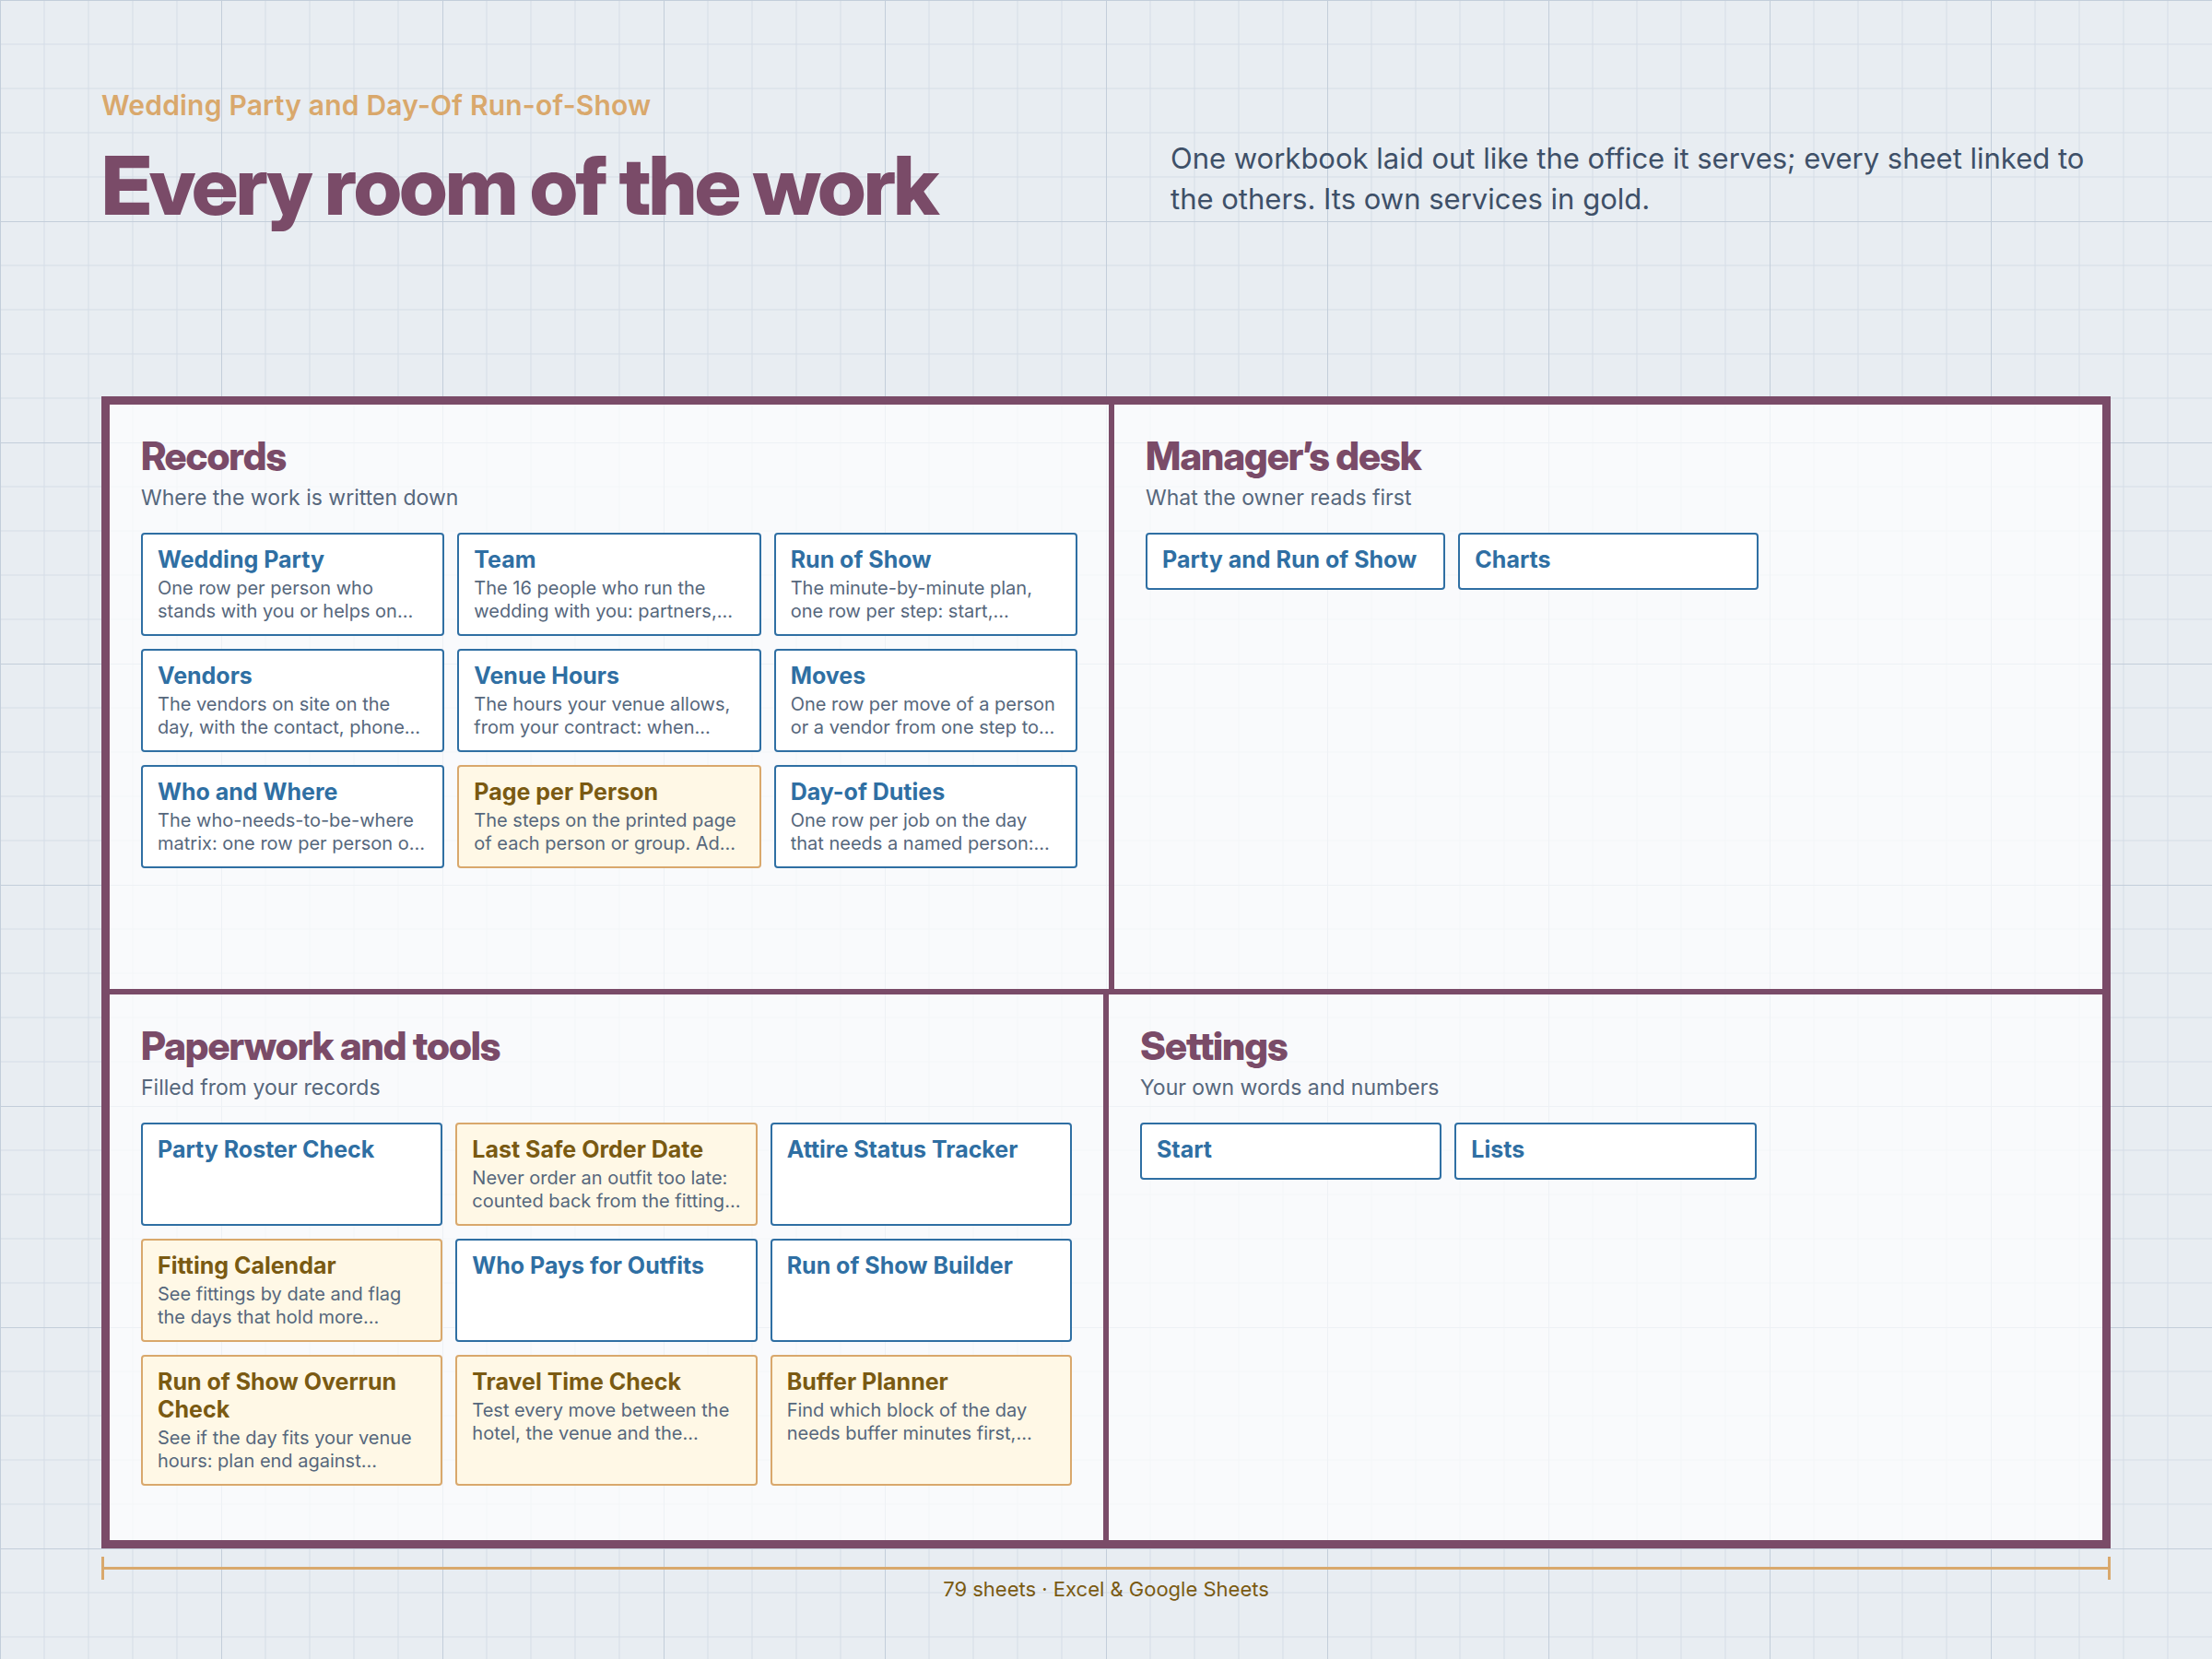 Wedding Party and Day-Of Run-of-Show
Every room of the work
One workbook laid out like the office it serves; every sheet linked to
the others. Its own services in gold.
Records
Where the work is written down
Wedding Party
One row per person who
stands with you or helps on...
Team
The 16 people who run the
wedding with you: partners,...
Run of Show
The minute-by-minute plan,
one row per step: start,...
Vendors
The vendors on site on the
day, with the contact, phone...
Venue Hours
The hours your venue allows,
from your contract: when...
Moves
One row per move of a person
or a vendor from one step to...
Who and Where
The who-needs-to-be-where
matrix: one row per person o...
Page per Person
The steps on the printed page
of each person or group. Ad...
Day-of Duties
One row per job on the day
that needs a named person:...
Manager’s desk
What the owner reads first
Party and Run of Show
Charts
Paperwork and tools
Filled from your records
Party Roster Check
Last Safe Order Date
Never order an outfit too late:
counted back from the fitting...
Attire Status Tracker
Fitting Calendar
See fittings by date and flag
the days that hold more...
Who Pays for Outfits
Run of Show Builder
Run of Show Overrun
Check
See if the day fits your venue
hours: plan end against...
Travel Time Check
Test every move between the
hotel, the venue and the...
Buffer Planner
Find which block of the day
needs buffer minutes first,...
Settings
Your own words and numbers
Start
Lists
79 sheets · Excel & Google Sheets